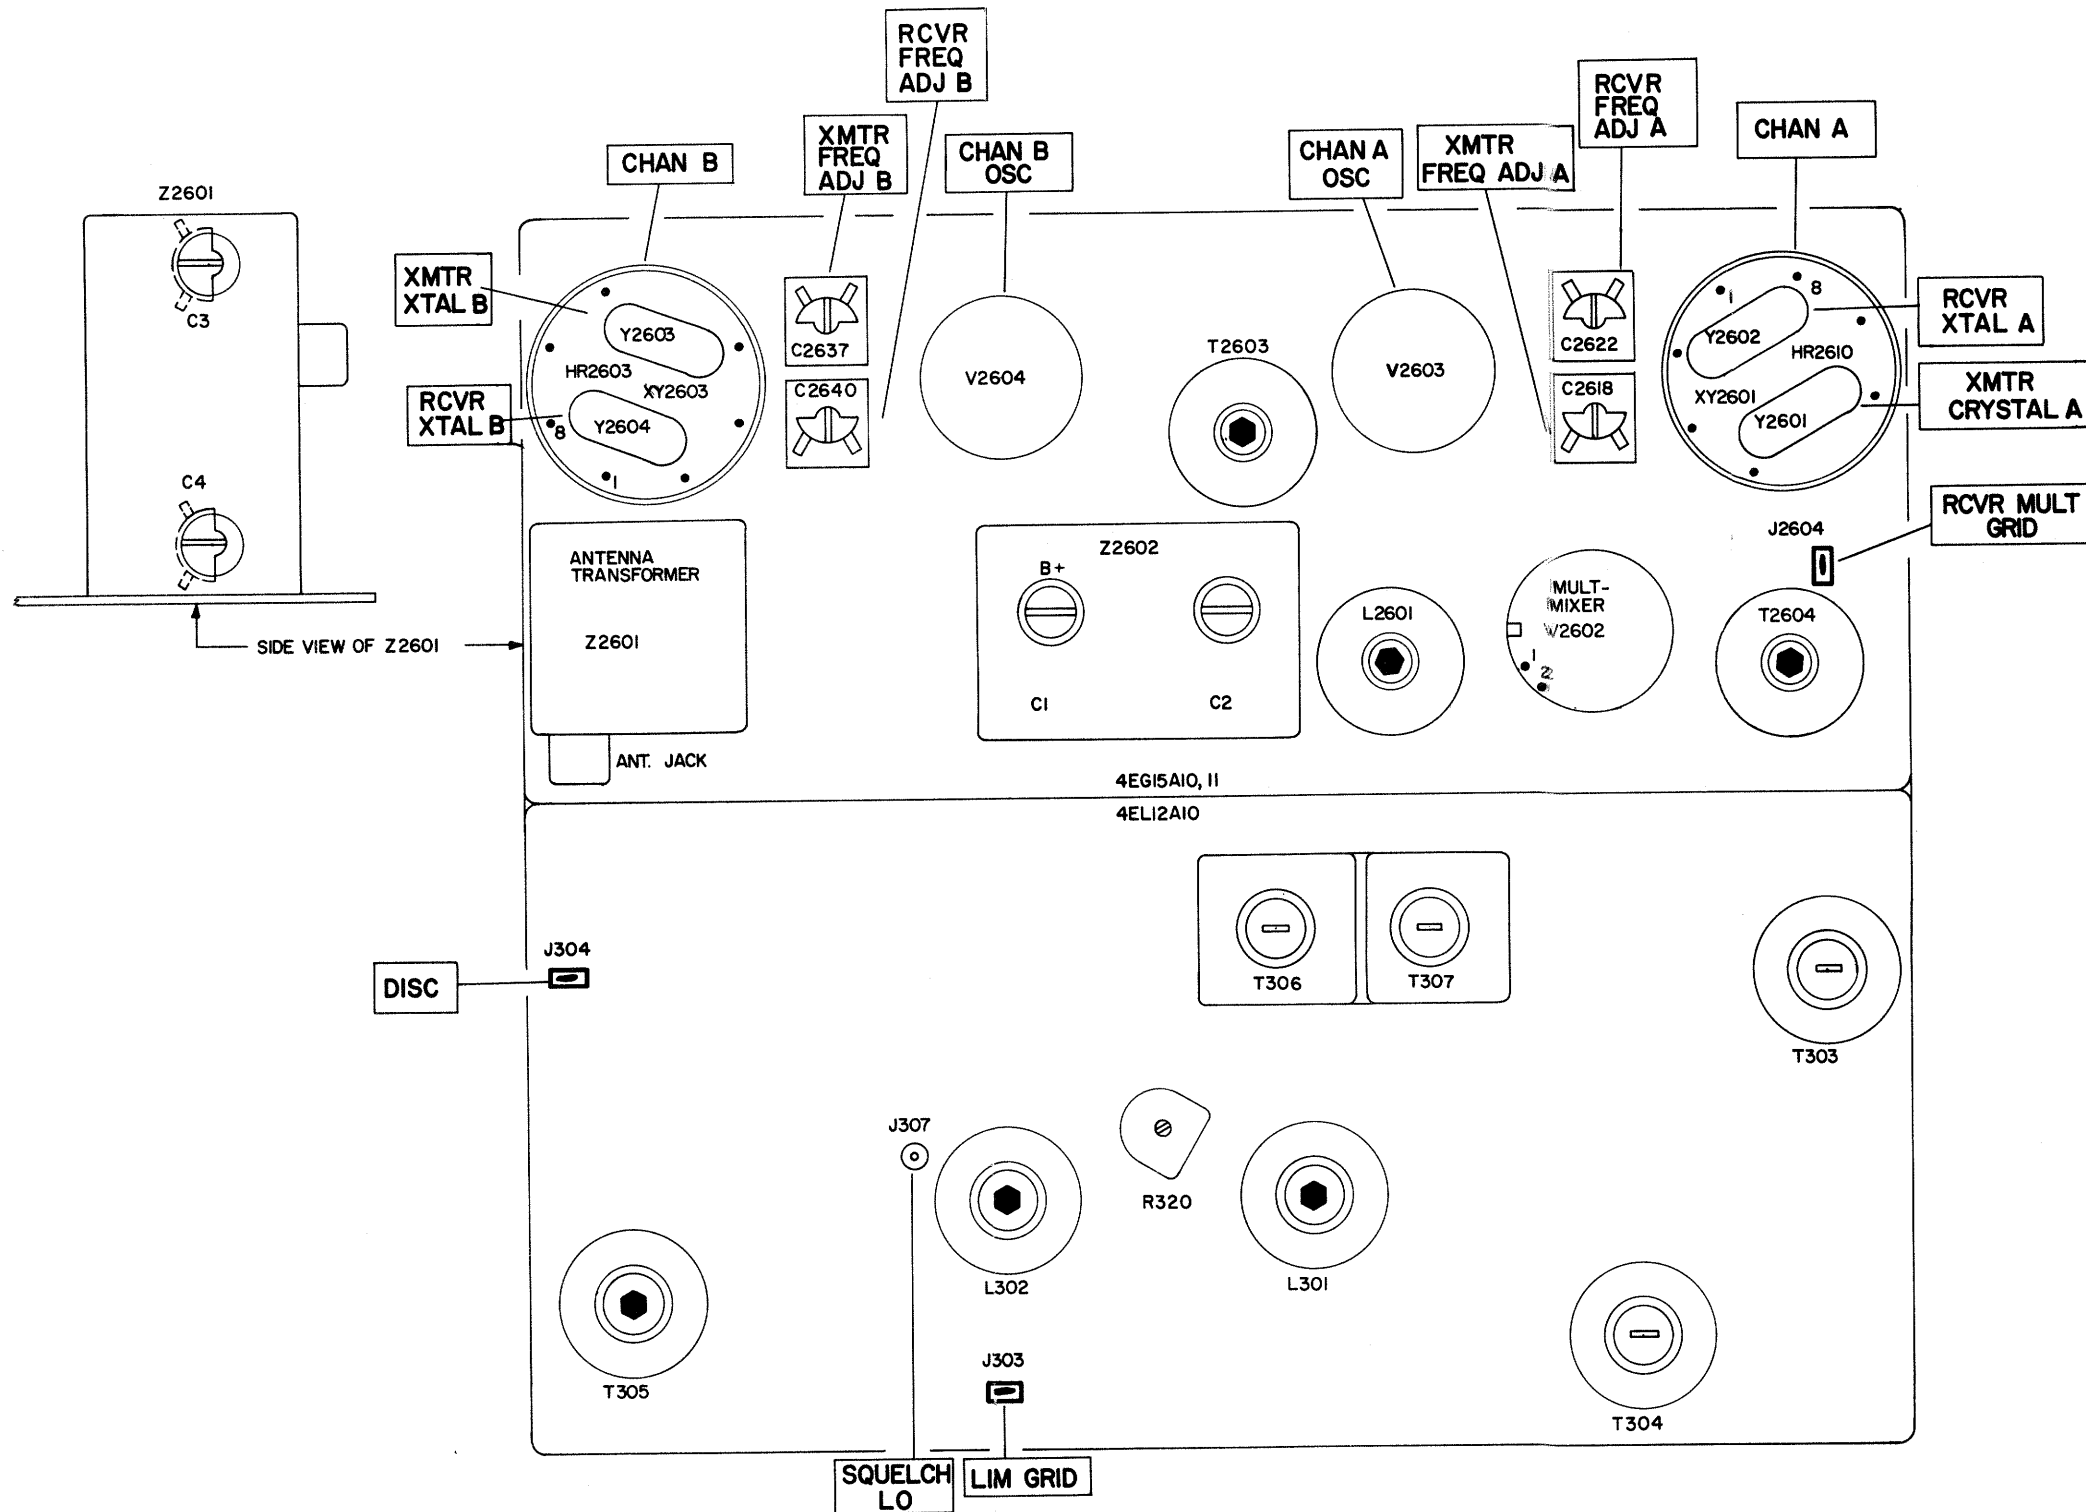 RCVR
FREQ
ADJ B
RCVR
FREQ
ADJ A
XMTR
FREQ
ADJ B
CHAN B
CHAN B
OSC
CHAN A
OSC
XMTR
FREQ ADJ A
CHAN A
Z2601
C3
C4
SIDE VIEW OF Z2601
XMTR
XTAL B
RCVR
XTAL B
Y2603
HR2603
XY2603
Y2604
8
1
C2637
C2640
V2604
T2603
V2603
C2622
C2618
1
8
Y2602
HR2610
XY2601
Y2601
RCVR
XTAL A
XMTR
CRYSTAL A
RCVR MULT
GRID
J2604
ANTENNA
TRANSFORMER
Z2601
ANT. JACK
Z2602
B+
C1
C2
L2601
MULT-
MIXER
V2602
1
2
T2604
4EG15A10, 11
4EL12A10
J304
DISC
T306
T307
T303
J307
R320
L302
L301
T305
J303
T304
SQUELCH
LO
LIM GRID